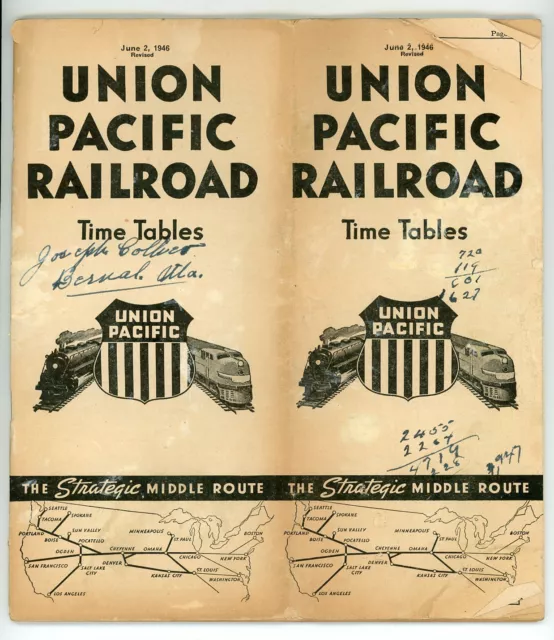 June 2, 1946
Revised
UNION
PACIFIC
RAILROAD
Time Tables
Joseph Collier
Bernal. Uta.
UNION
PACIFIC
THE Strategic MIDDLE ROUTE
SEATTLE
SPOKANE
TACOMA
PORTLAND
SUN VALLEY
BOISE
POCATELLO
MINNEAPOLIS
ST. PAUL
BOSTON
OGDEN
CHEYENNE
OMAHA
CHICAGO
NEW YORK
SAN FRANCISCO
SALT LAKE
CITY
DENVER
KANSAS CITY
ST LOUIS
WASHINGTON
LOS ANGELES
Page
June 2, 1946
Revised
UNION
PACIFIC
RAILROAD
Time Tables
720
119
601
1627
UNION
PACIFIC
2455
2267
THE Strategic MIDDLE ROUTE
SEATTLE
SPOKANE
TACOMA
PORTLAND
SUN VALLEY
BOISE
POCATELLO
MINNEAPOLIS
ST. PAUL
BOSTON
OGDEN
CHEYENNE
OMAHA
CHICAGO
NEW YORK
SAN FRANCISCO
SALT LAKE
CITY
DENVER
KANSAS CITY
ST LOUIS
WASHINGTON
LOS ANGELES